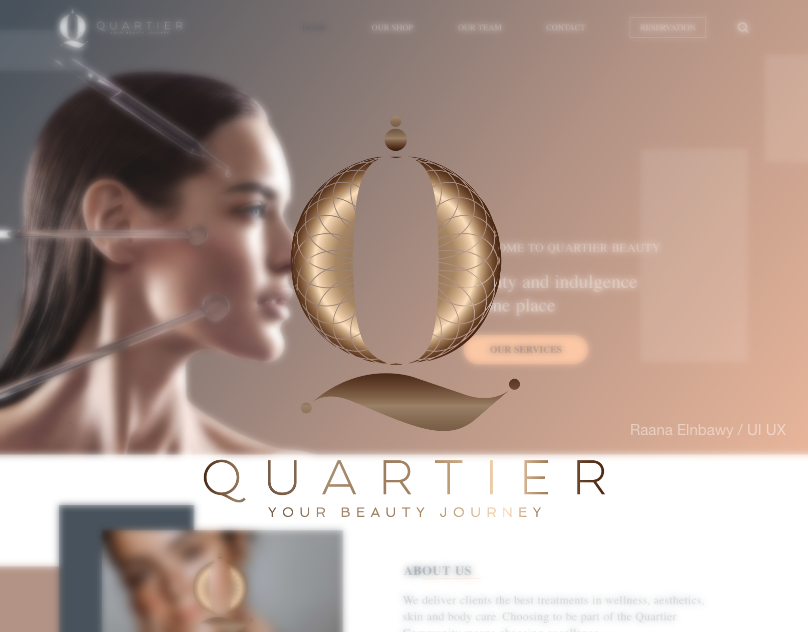 QUARTIER
OUR SHOP
OUR TEAM
CONTACT
RESERVATION
OME TO QUARTIER BEAUTY
ty and indulgence
ne place
OUR SERVICES
Raana Elnbawy / UI UX
QUARTIER
YOUR BEAUTY JOURNEY
ABOUT US
We deliver clients the best treatments in wellness, aesthetics,
skin and body care. Choosing to be part of the Quartier